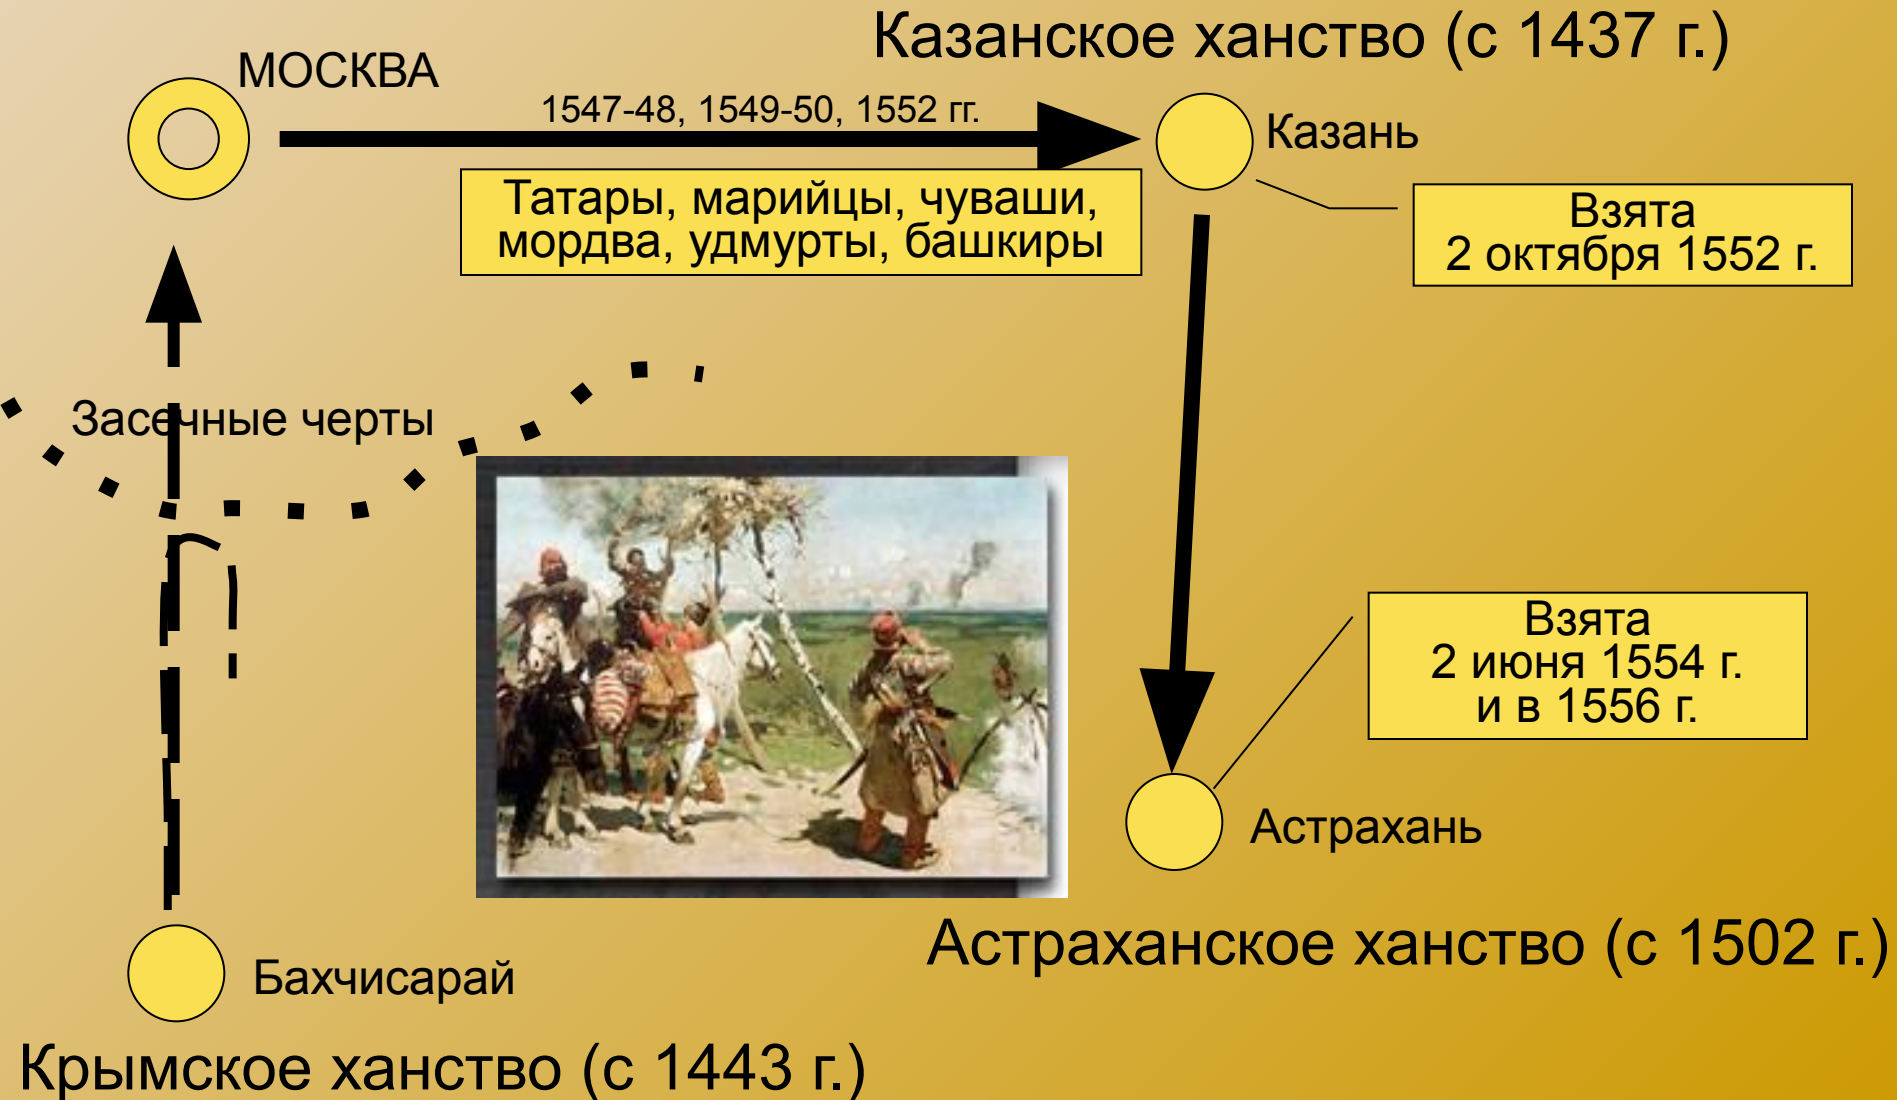 Казанское ханство (с 1437 г.)
МОСКВА
1547-48, 1549-50, 1552 гг.
Казань
Татары, марийцы, чуваши,
мордва, удмурты, башкиры
Взята
2 октября 1552 г.
Засечные черты
Взята
2 июня 1554 г.
и в 1556 г.
Астрахань
Астраханское ханство (с 1502 г.)
Бахчисарай
Крымское ханство (с 1443 г.)